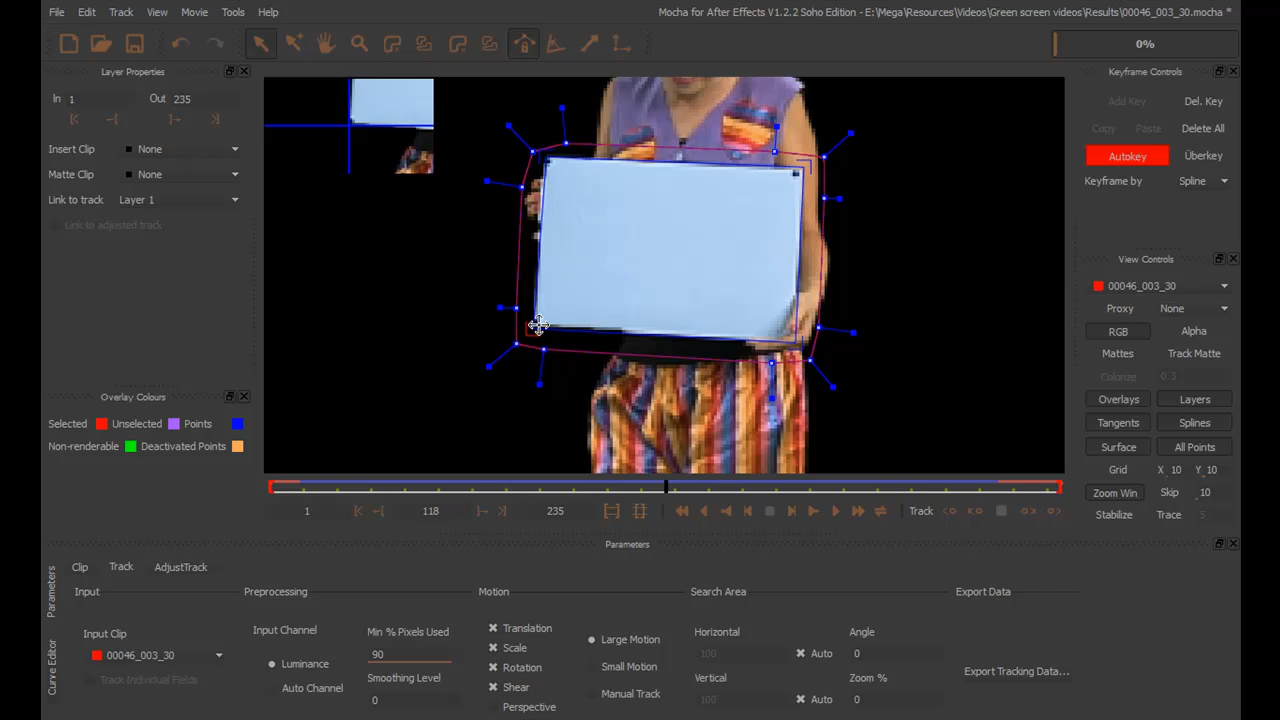 File Edit Track View Movie Tools Help Mocha for After Effects V1.2.2 Soho Edition - E:\Mega\Resources\Videos\Green screen videos\Results\00046_003_30.mocha *
0%
Layer Properties
In 1 Out 235
Insert Clip None
Matte Clip None
Link to track Layer 1
Link to adjusted track
Overlay Colours
Selected Unselected Points
Non-renderable Deactivated Points
Keyframe Controls
Add Key Del. Key
Copy Paste Delete All
Autokey Überkey
Keyframe by Spline
View Controls
00046_003_30
Proxy None
RGB Alpha
Mattes Track Matte
Colorize 0.3
Overlays Layers
Tangents Splines
Surface All Points
Grid X 10 Y 10
Zoom Win Skip 10
Stabilize Trace 5
1 118 235 Track
Parameters
Parameters
Curve Editor
Clip Track AdjustTrack
Input Preprocessing Motion Search Area Export Data
Input Clip
00046_003_30
Track Individual Fields
Input Channel
Luminance
Auto Channel
Min % Pixels Used
90
Smoothing Level
0
Translation
Scale
Rotation
Shear
Perspective
Large Motion
Small Motion
Manual Track
Horizontal
100 Auto
Vertical
100 Auto
Angle
0
Zoom %
0
Export Tracking Data...